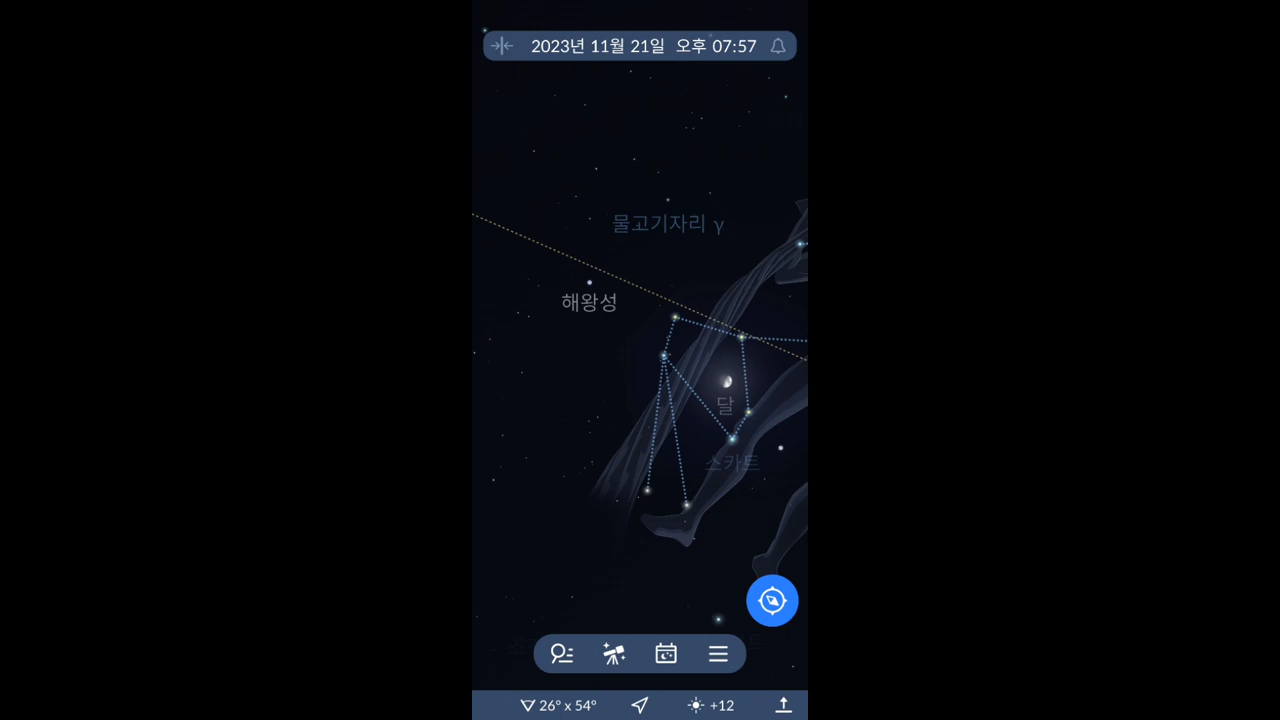 2023년 11월 21일 오후 07:57
물고기자리 γ
해왕성
달
스카트
26° x 54°
+12